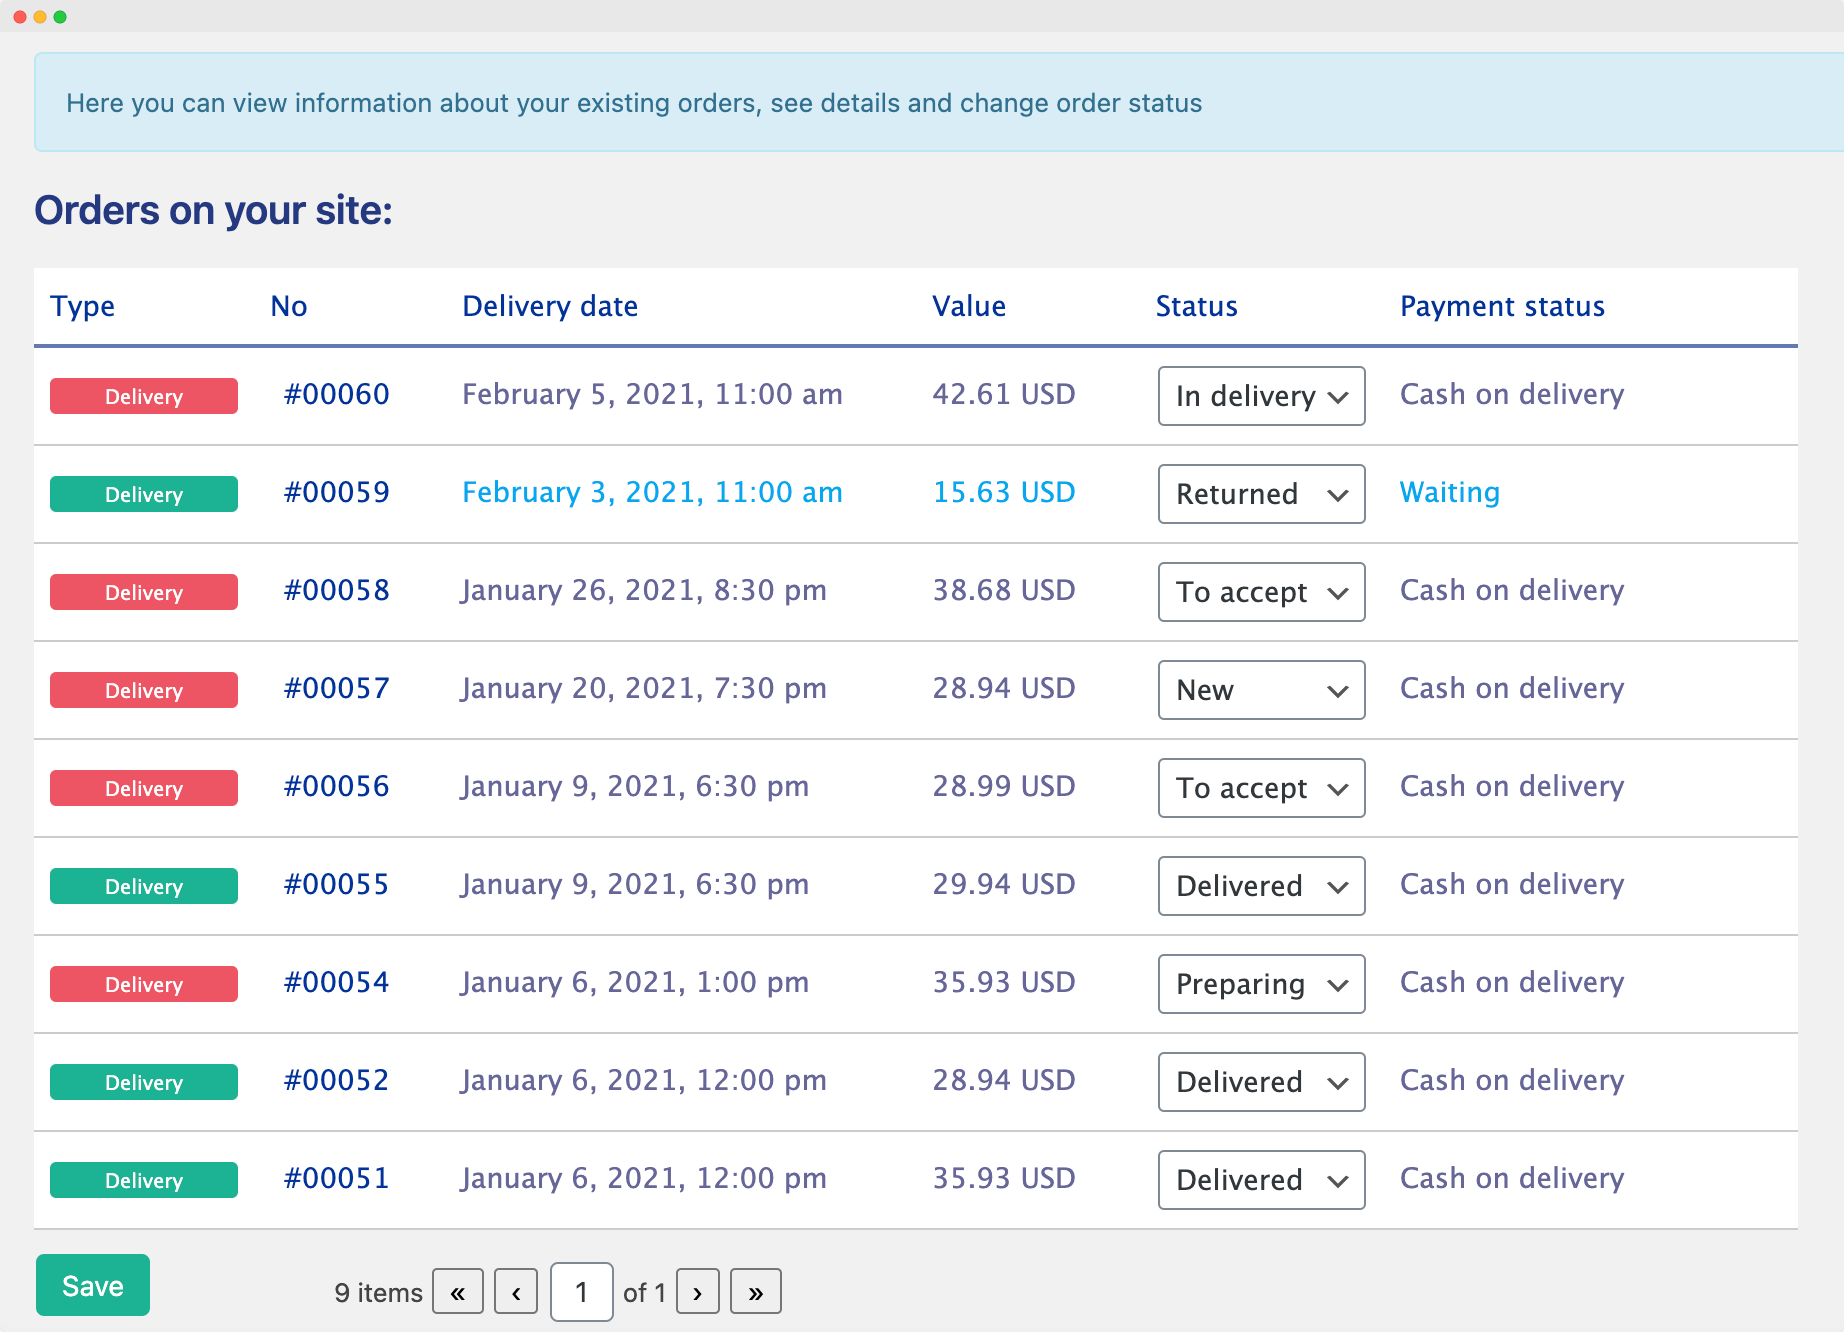 Here you can view information about your existing orders, see details and change order status
Orders on your site:
Type No Delivery date Value Status Payment status
Delivery #00060 February 5, 2021, 11:00 am 42.61 USD In delivery Cash on delivery
Delivery #00059 February 3, 2021, 11:00 am 15.63 USD Returned Waiting
Delivery #00058 January 26, 2021, 8:30 pm 38.68 USD To accept Cash on delivery
Delivery #00057 January 20, 2021, 7:30 pm 28.94 USD New Cash on delivery
Delivery #00056 January 9, 2021, 6:30 pm 28.99 USD To accept Cash on delivery
Delivery #00055 January 9, 2021, 6:30 pm 29.94 USD Delivered Cash on delivery
Delivery #00054 January 6, 2021, 1:00 pm 35.93 USD Preparing Cash on delivery
Delivery #00052 January 6, 2021, 12:00 pm 28.94 USD Delivered Cash on delivery
Delivery #00051 January 6, 2021, 12:00 pm 35.93 USD Delivered Cash on delivery
Save 9 items « ‹ 1 of 1 › »